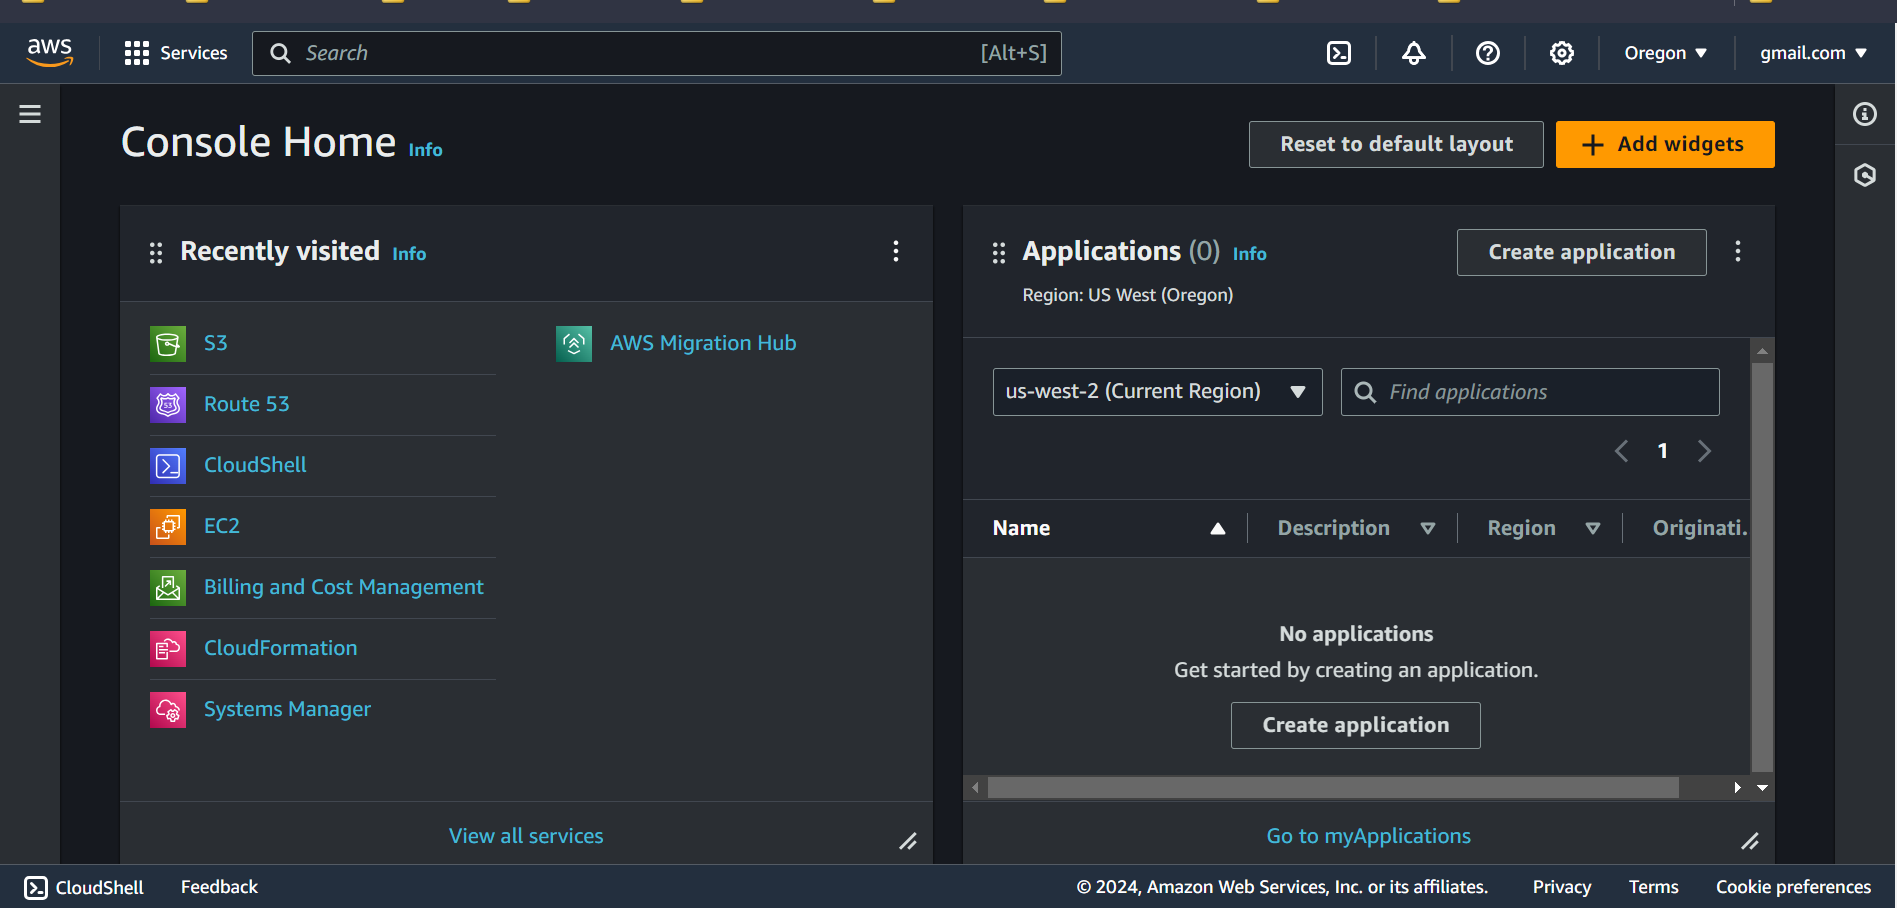 aws
Services
Search
[Alt+S]
Oregon
gmail.com
Console Home Info
Reset to default layout
Add widgets
Recently visited Info
S3
Route 53
CloudShell
EC2
Billing and Cost Management
CloudFormation
Systems Manager
AWS Migration Hub
View all services
Applications (0) Info
Create application
Region: US West (Oregon)
us-west-2 (Current Region)
Find applications
1
Name
Description
Region
Originati.
No applications
Get started by creating an application.
Create application
Go to myApplications
CloudShell
Feedback
© 2024, Amazon Web Services, Inc. or its affiliates.
Privacy
Terms
Cookie preferences